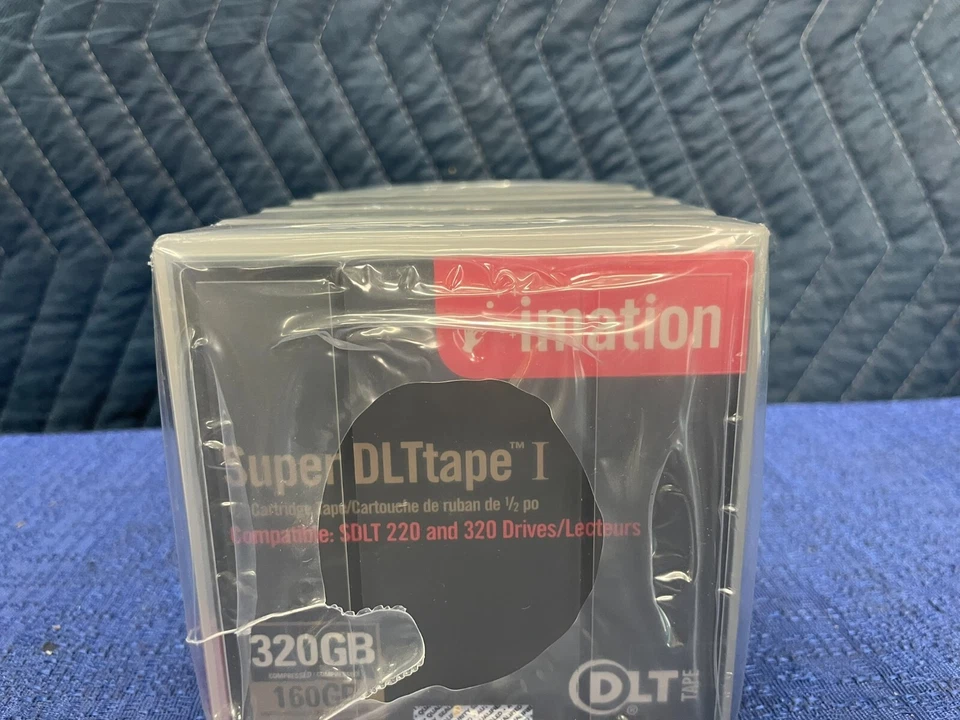 imation
Super DLTtape™ I
Cartridge Tape/Cartouche de ruban de ½ po
Compatible: SDLT 220 and 320 Drives/Lecteurs
320GB
160GB
DLT TAPE
®